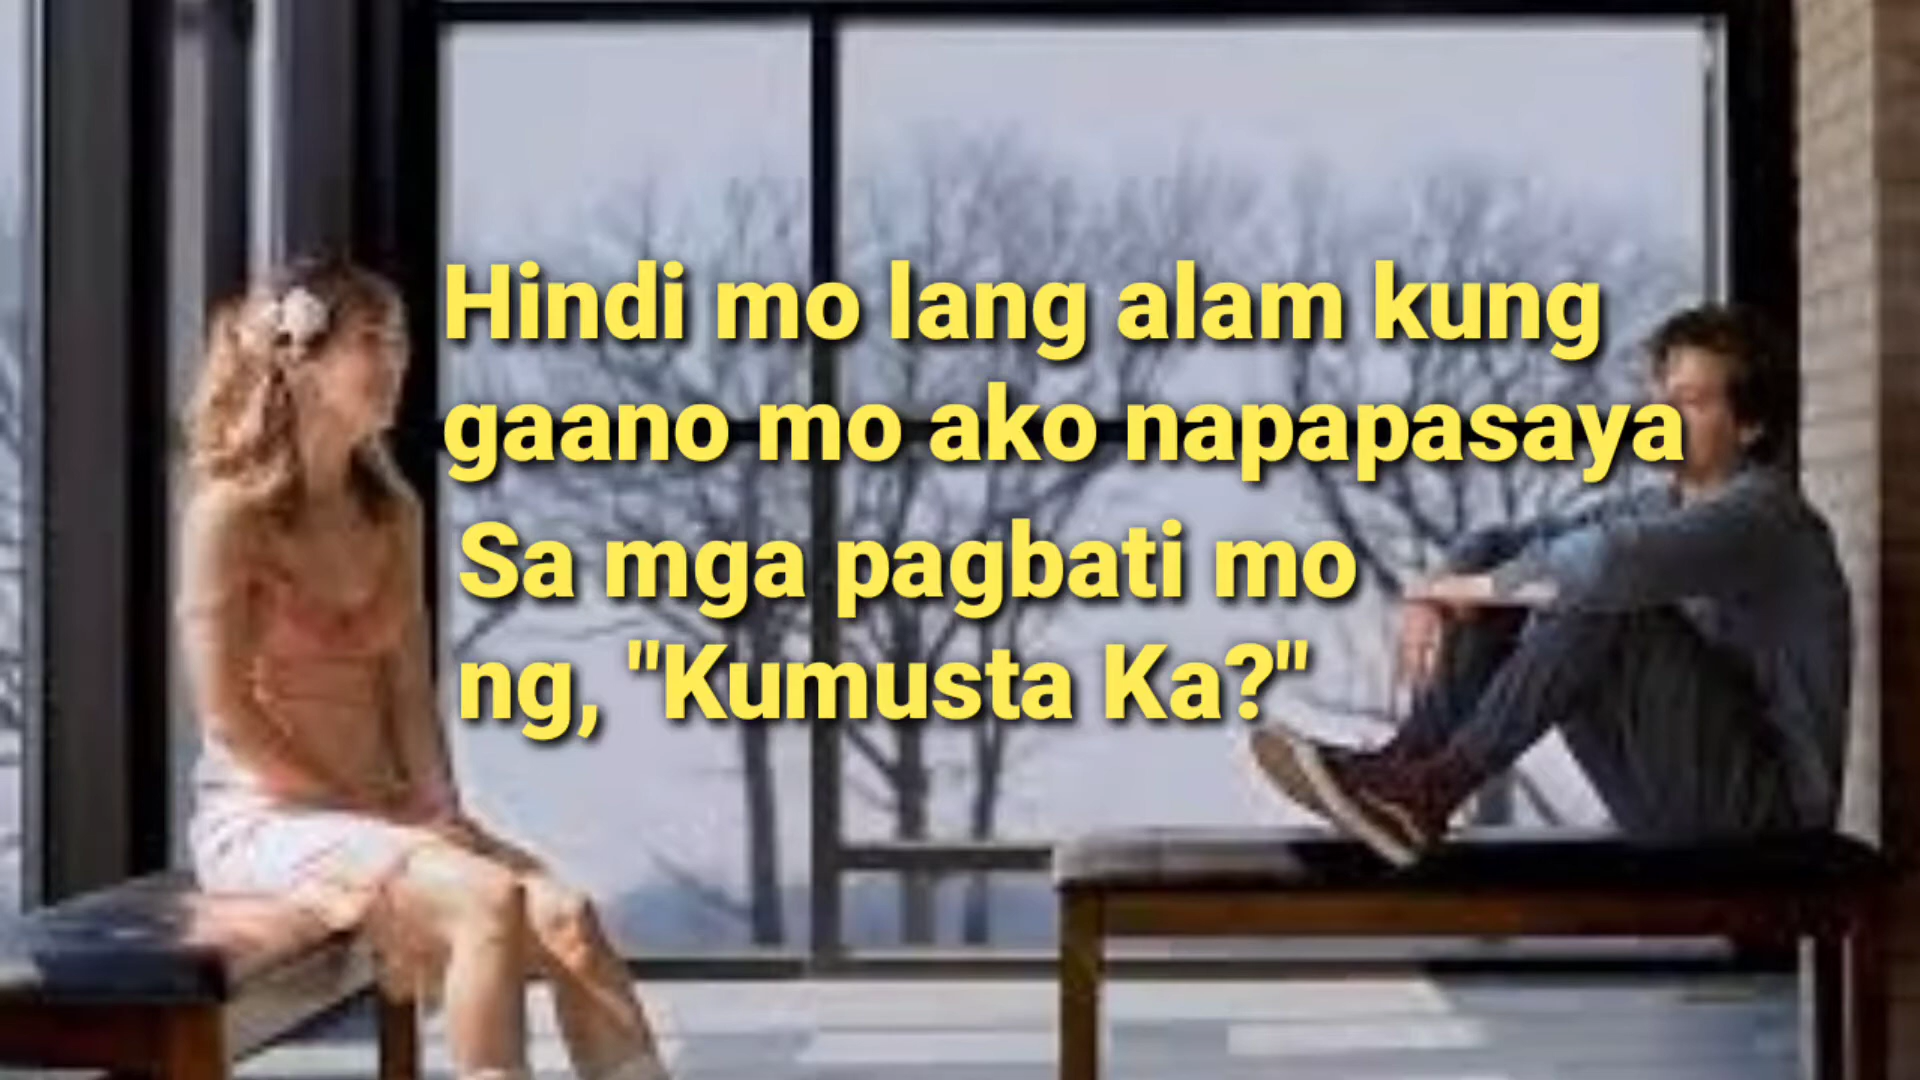 Hindi mo lang alam kung
gaano mo ako napapasaya
Sa mga pagbati mo
ng, "Kumusta Ka?"